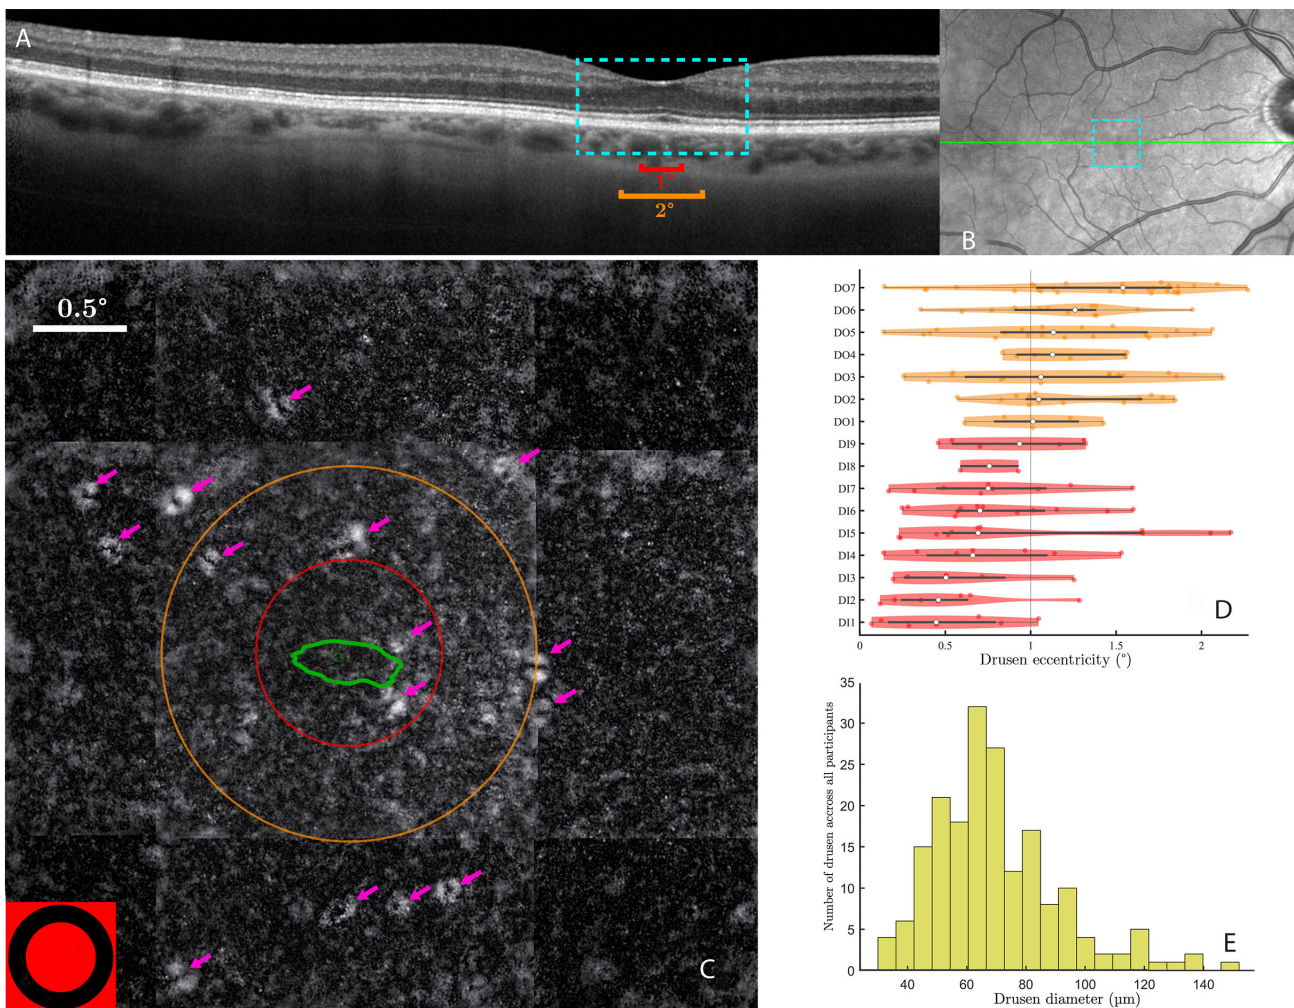 A
1°
2°
B
0.5°
C
DO7
DO6
DO5
DO4
DO3
DO2
DO1
DI9
DI8
DI7
DI6
DI5
DI4
DI3
DI2
DI1
D
0 0.5 1 1.5 2
Drusen eccentricity (°)
Number of drusen accross all participants
35
30
25
20
15
10
5
0
E
40 60 80 100 120 140
Drusen diameter (µm)